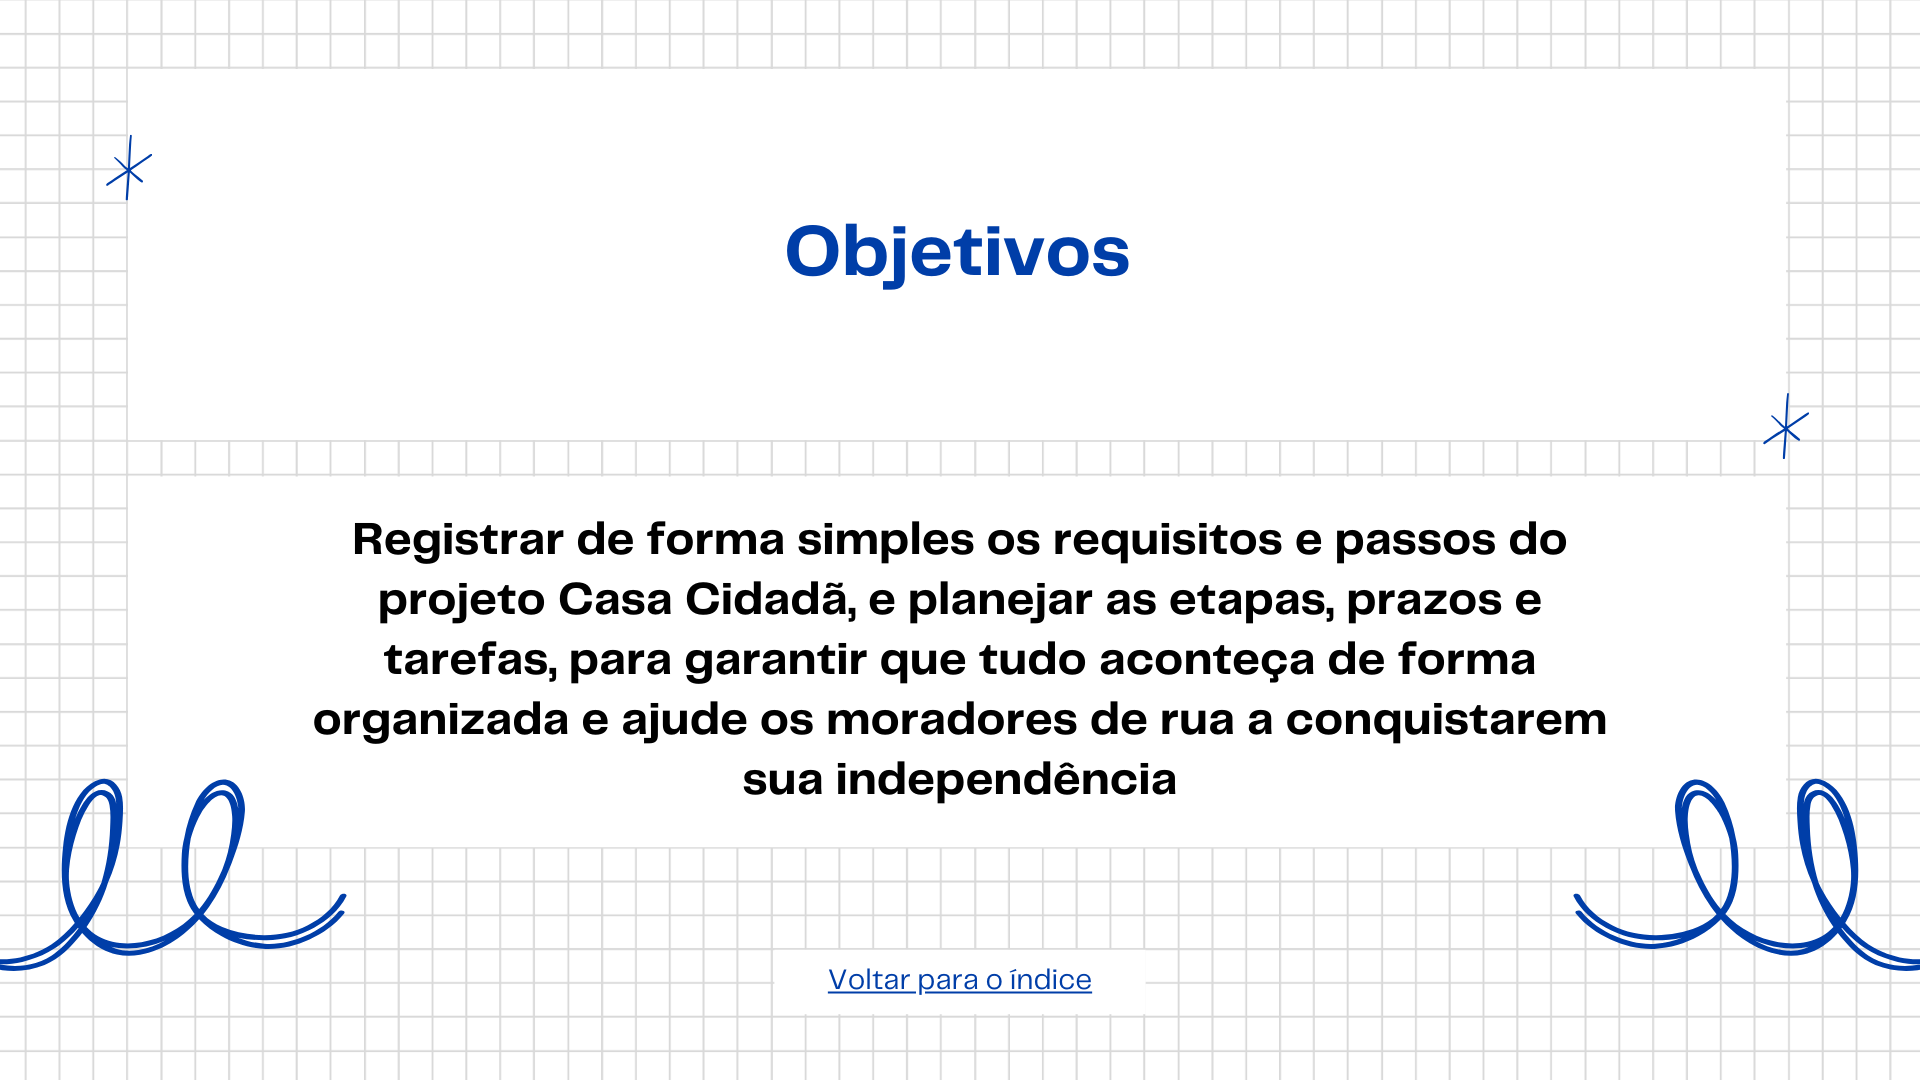 Objetivos
Registrar de forma simples os requisitos e passos do
projeto Casa Cidadã, e planejar as etapas, prazos e
tarefas, para garantir que tudo aconteça de forma
organizada e ajude os moradores de rua a conquistarem
sua independência
Voltar para o índice